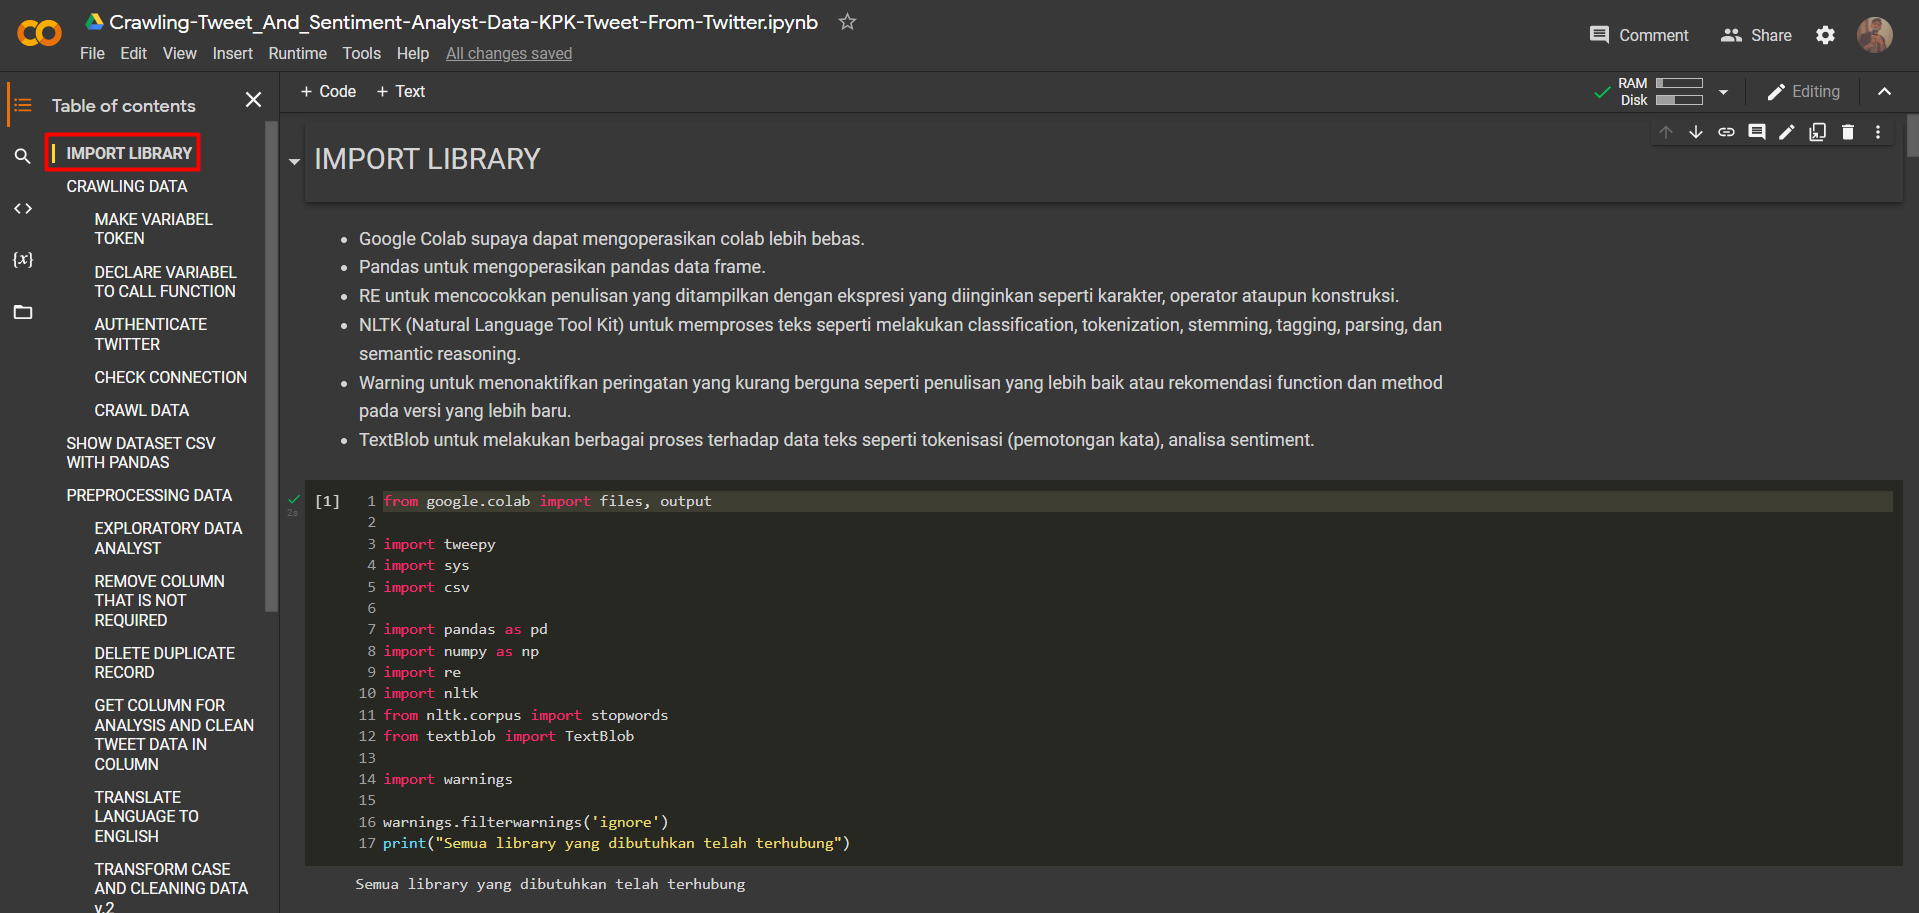 Crawling-Tweet_And_Sentiment-Analyst-Data-KPK-Tweet-From-Twitter.ipynb
File Edit View Insert Runtime Tools Help All changes saved
Comment Share
Table of contents
+ Code + Text
RAM
Disk
Editing
IMPORT LIBRARY
CRAWLING DATA
MAKE VARIABEL
TOKEN
DECLARE VARIABEL
TO CALL FUNCTION
AUTHENTICATE
TWITTER
CHECK CONNECTION
CRAWL DATA
SHOW DATASET CSV
WITH PANDAS
PREPROCESSING DATA
EXPLORATORY DATA
ANALYST
REMOVE COLUMN
THAT IS NOT
REQUIRED
DELETE DUPLICATE
RECORD
GET COLUMN FOR
ANALYSIS AND CLEAN
TWEET DATA IN
COLUMN
TRANSLATE
LANGUAGE TO
ENGLISH
TRANSFORM CASE
AND CLEANING DATA
v.2
IMPORT LIBRARY
• Google Colab supaya dapat mengoperasikan colab lebih bebas.
• Pandas untuk mengoperasikan pandas data frame.
• RE untuk mencocokkan penulisan yang ditampilkan dengan ekspresi yang diinginkan seperti karakter, operator ataupun konstruksi.
• NLTK (Natural Language Tool Kit) untuk memproses teks seperti melakukan classification, tokenization, stemming, tagging, parsing, dan
semantic reasoning.
• Warning untuk menonaktifkan peringatan yang kurang berguna seperti penulisan yang lebih baik atau rekomendasi function dan method
pada versi yang lebih baru.
• TextBlob untuk melakukan berbagai proses terhadap data teks seperti tokenisasi (pemotongan kata), analisa sentiment.
2s
[1] 1 from google.colab import files, output
2
3 import tweepy
4 import sys
5 import csv
6
7 import pandas as pd
8 import numpy as np
9 import re
10 import nltk
11 from nltk.corpus import stopwords
12 from textblob import TextBlob
13
14 import warnings
15
16 warnings.filterwarnings('ignore')
17 print("Semua library yang dibutuhkan telah terhubung")
Semua library yang dibutuhkan telah terhubung